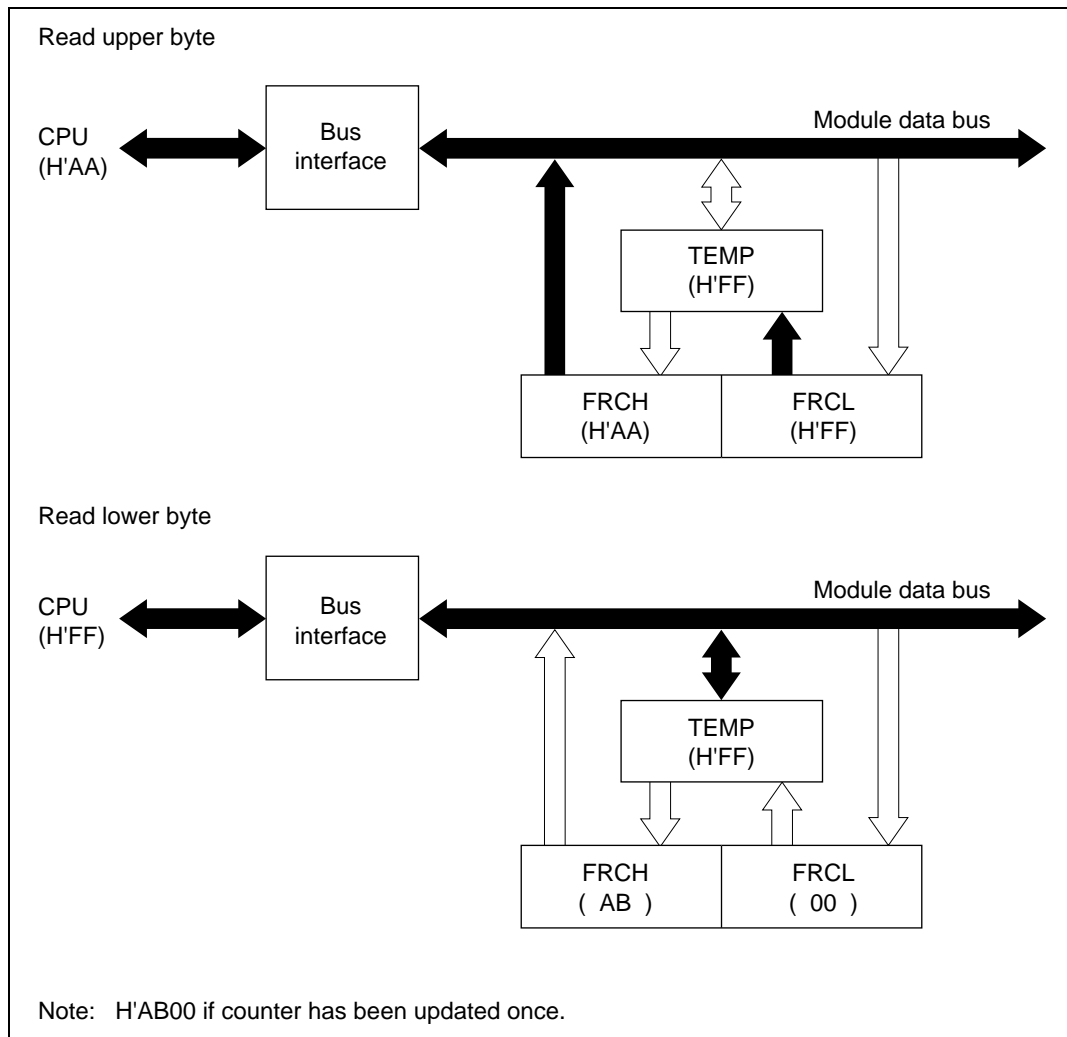 Read upper byte
CPU
(H'AA)
Bus
interface
Module data bus
TEMP
(H'FF)
FRCH
(H'AA)
FRCL
(H'FF)
Read lower byte
CPU
(H'FF)
Bus
interface
Module data bus
TEMP
(H'FF)
FRCH
( AB )
FRCL
( 00 )
Note: H'AB00 if counter has been updated once.